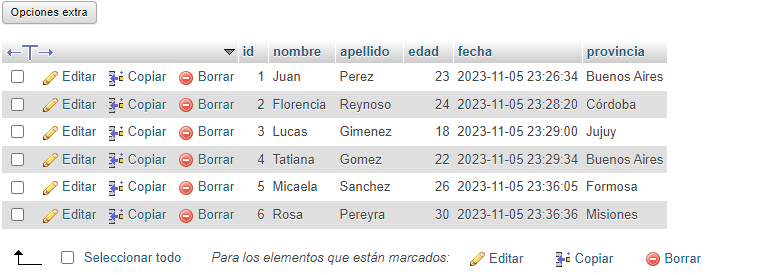 Opciones extra
id nombre apellido edad fecha provincia
Editar Copiar Borrar 1 Juan Perez 23 2023-11-05 23:26:34 Buenos Aires
Editar Copiar Borrar 2 Florencia Reynoso 24 2023-11-05 23:28:20 Córdoba
Editar Copiar Borrar 3 Lucas Gimenez 18 2023-11-05 23:29:00 Jujuy
Editar Copiar Borrar 4 Tatiana Gomez 22 2023-11-05 23:29:34 Buenos Aires
Editar Copiar Borrar 5 Micaela Sanchez 26 2023-11-05 23:36:05 Formosa
Editar Copiar Borrar 6 Rosa Pereyra 30 2023-11-05 23:36:36 Misiones
Seleccionar todo Para los elementos que están marcados: Editar Copiar Borrar